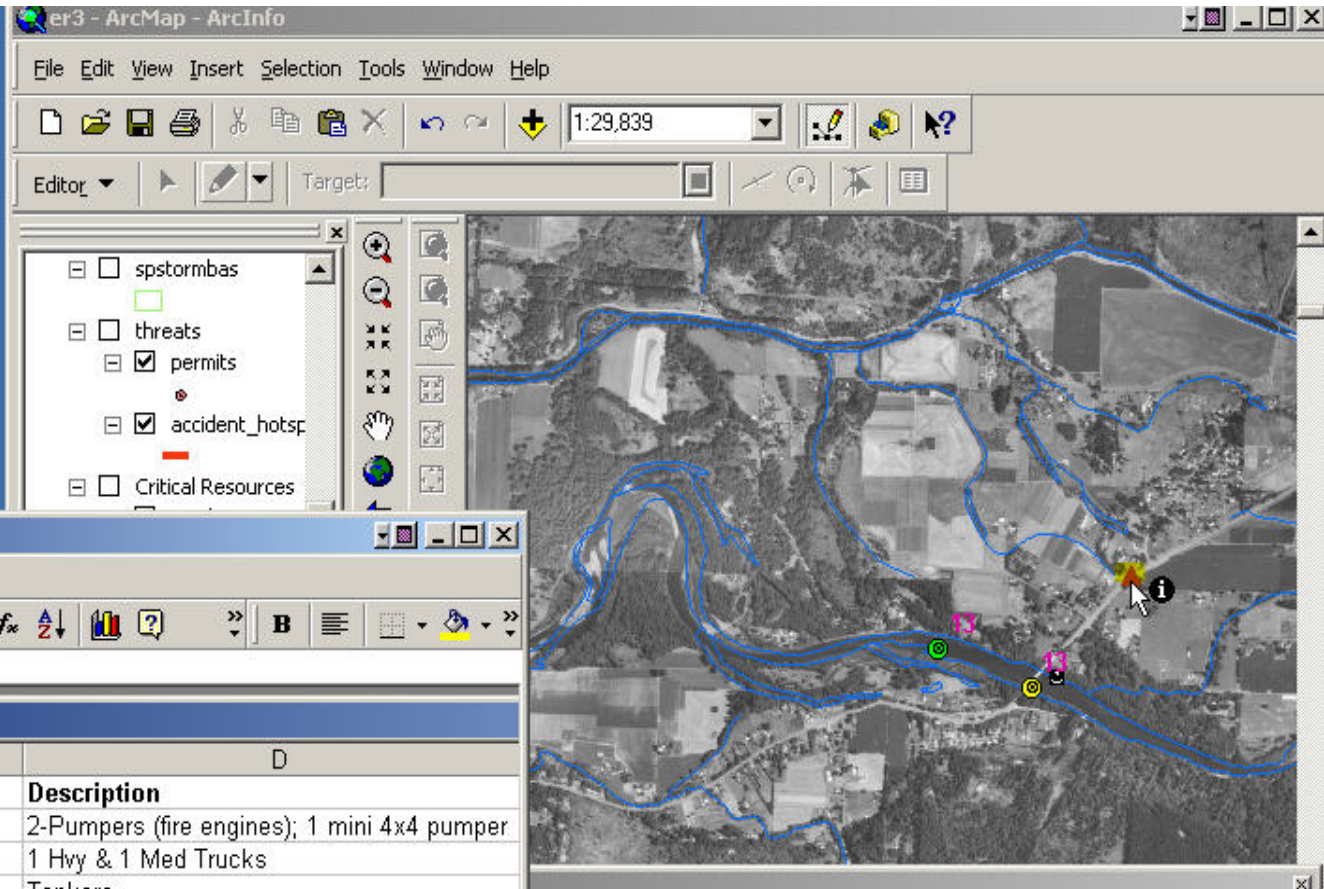 er3 - ArcMap - ArcInfo
File Edit View Insert Selection Tools Window Help
1:29,839
Editor Target:
spstormbas
threats
permits
accident_hotsp
Critical Resources
B
13
13
D
Description
2-Pumpers (fire engines); 1 mini 4x4 pumper
1 Hvy & 1 Med Trucks
Tankers